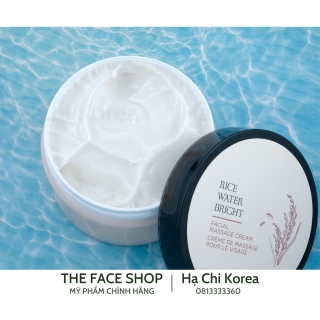 Korea
RICE
WATER
BRIGHT
FACIAL
MASSAGE CREAM
CRÈME DE MASSAGE
POUR LE VISAGE
THE FACE SHOP
MỸ PHẨM CHÍNH HÃNG
Hạ Chi Korea
0813333360